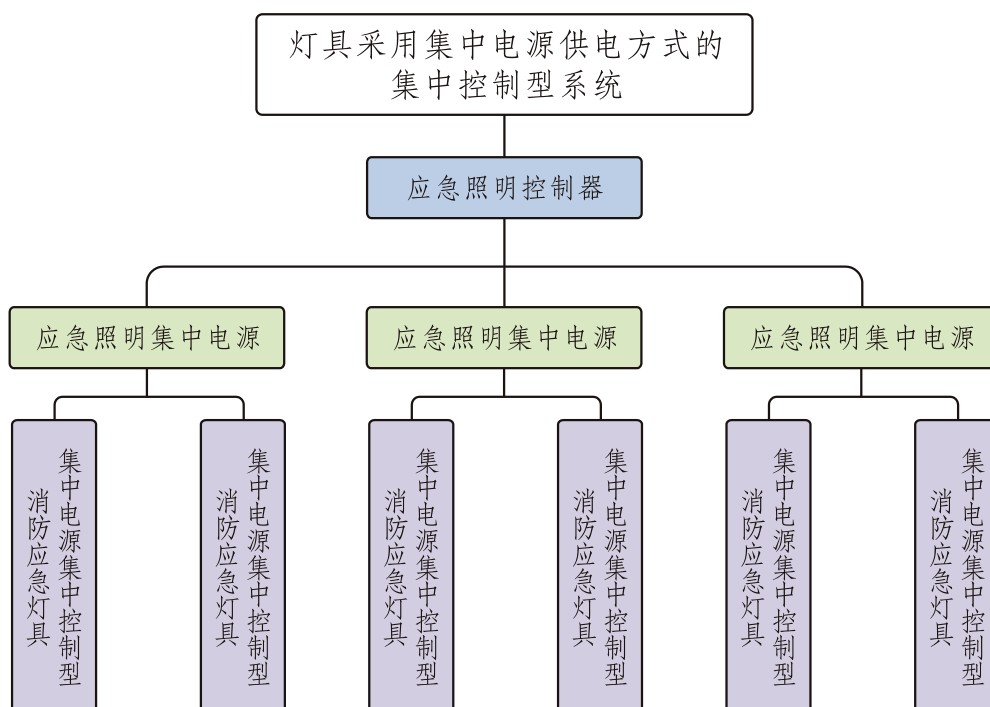 灯具采用集中电源供电方式的
集中控制型系统
应急照明控制器
应急照明集中电源
应急照明集中电源
应急照明集中电源
集中电源集中控制型
消防应急灯具
集中电源集中控制型
消防应急灯具
集中电源集中控制型
消防应急灯具
集中电源集中控制型
消防应急灯具
集中电源集中控制型
消防应急灯具
集中电源集中控制型
消防应急灯具